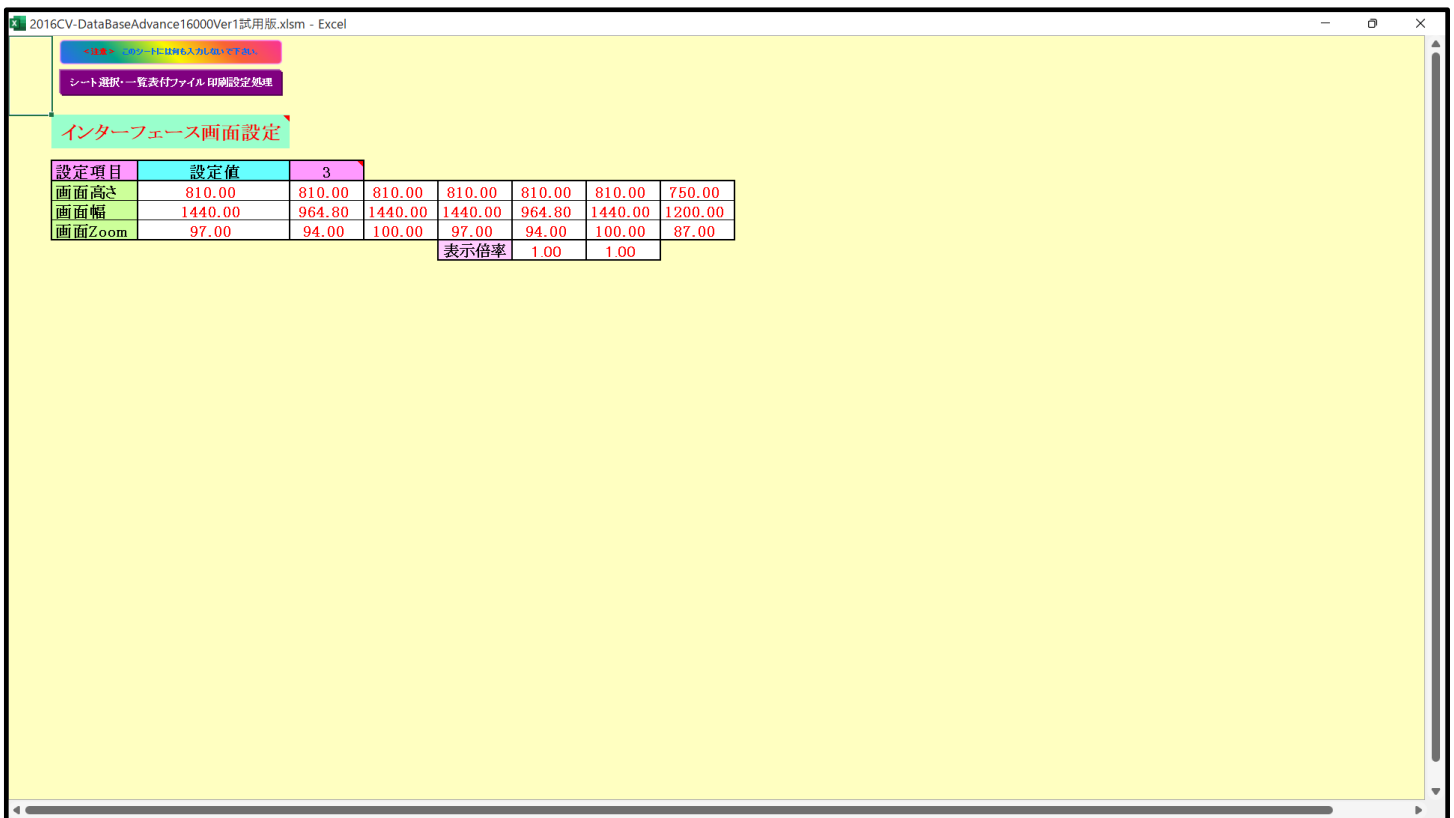 2016CV-DataBaseAdvance16000Ver1試用版.xlsm - Excel
<注意> このシートには何も入力しないで下さい。
シート選択・一覧表付ファイル印刷設定処理
インターフェース画面設定
設定項目 設定値 3
画面高さ 810.00 810.00 810.00 810.00 810.00 810.00 750.00
画面幅 1440.00 964.80 1440.00 1440.00 964.80 1440.00 1200.00
画面Zoom 97.00 94.00 100.00 97.00 94.00 100.00 87.00
表示倍率 1.00 1.00